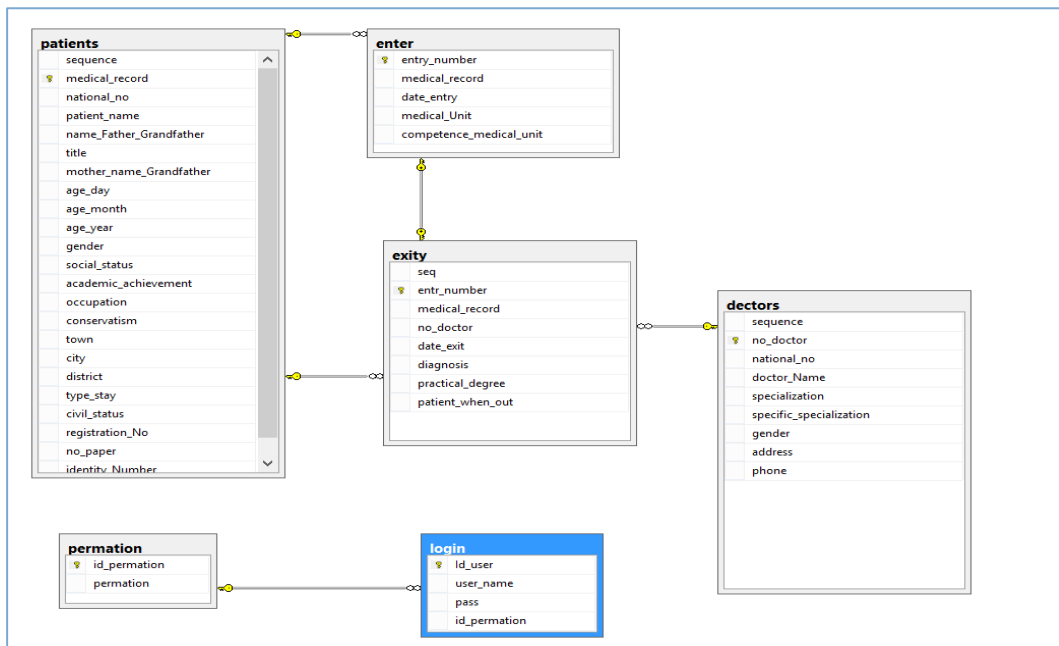 patients
sequence
medical_record
national_no
patient_name
name_Father_Grandfather
title
mother_name_Grandfather
age_day
age_month
age_year
gender
social_status
academic_achievement
occupation
conservatism
town
city
district
type_stay
civil_status
registration_No
no_paper
identity_Number
enter
entry_number
medical_record
date_entry
medical_Unit
competence_medical_unit
exity
seq
entr_number
medical_record
no_doctor
date_exit
diagnosis
practical_degree
patient_when_out
dectors
sequence
no_doctor
national_no
doctor_Name
specialization
specific_specialization
gender
address
phone
permation
id_permation
permation
login
Id_user
user_name
pass
id_permation